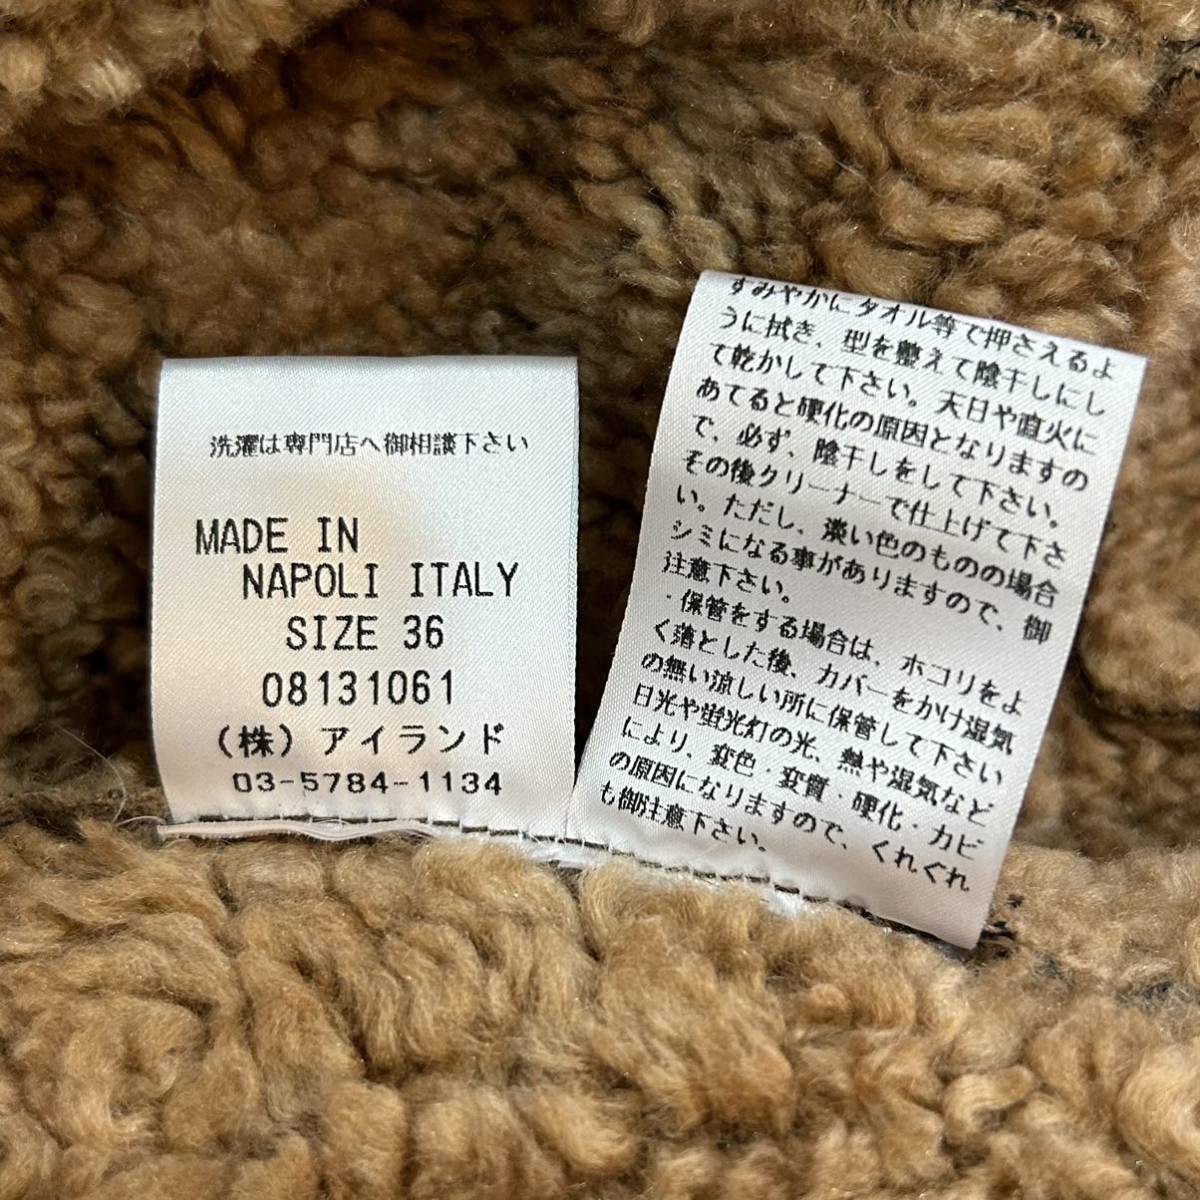 洗濯は専門店へ御相談下さい
MADE IN
NAPOLI ITALY
SIZE 36
08131061
(株)アイランド
03-5784-1134
すみやかにタオル等で押さえるよ
うに拭き、型を整えて陰干しにし
て乾かして下さい。天日や直火に
あてると硬化の原因となりますの
で、必ず、陰干しをして下さい。
その後クリーナーで仕上げて下さ
い。ただし、淡い色のものの場合
シミになる事がありますので、御
注意下さい。
・保管をする場合は、ホコリをよ
く落とした後、カバーをかけ湿気
の無い涼しい所に保管して下さい
日光や蛍光灯の光、熱や湿気など
により、変色・変質・硬化・カビ
の原因になりますので、くれぐれ
も御注意下さい。